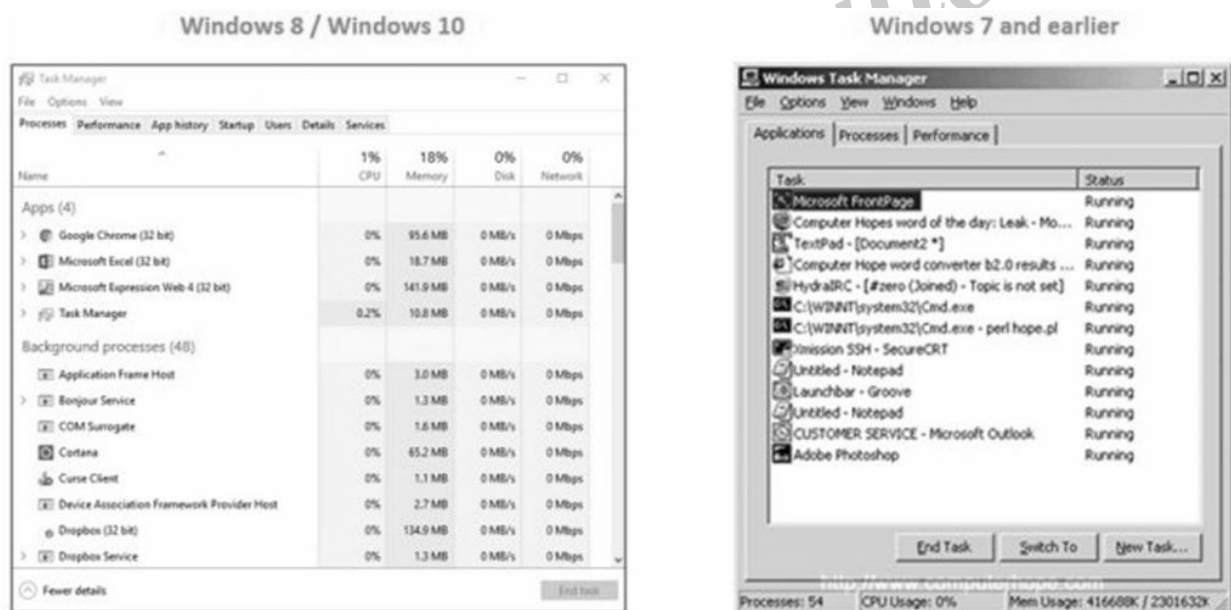 Windows 8 / Windows 10
Task Manager
File Options View
Processes Performance App history Startup Users Details Services
1% 18% 0% 0%
Name CPU Memory Disk Network
Apps (4)
Google Chrome (32 bit) 0% 95.6 MB 0 MB/s 0 Mbps
Microsoft Excel (32 bit) 0% 18.7 MB 0 MB/s 0 Mbps
Microsoft Expression Web 4 (32 bit) 0% 141.9 MB 0 MB/s 0 Mbps
Task Manager 0.2% 10.8 MB 0 MB/s 0 Mbps
Background processes (48)
Application Frame Host 0% 3.0 MB 0 MB/s 0 Mbps
Bonjour Service 0% 1.3 MB 0 MB/s 0 Mbps
COM Surrogate 0% 1.6 MB 0 MB/s 0 Mbps
Cortana 0% 65.2 MB 0 MB/s 0 Mbps
Curse Client 0% 1.1 MB 0 MB/s 0 Mbps
Device Association Framework Provider Host 0% 2.7 MB 0 MB/s 0 Mbps
Dropbox (32 bit) 0% 134.9 MB 0 MB/s 0 Mbps
Dropbox Service 0% 1.3 MB 0 MB/s 0 Mbps
Fewer details End task
Windows 7 and earlier
Windows Task Manager
File Options View Windows Help
Applications Processes Performance
Task Status
Microsoft FrontPage Running
Computer Hopes word of the day: Leak - Mo... Running
TextPad - [Document2 *] Running
Computer Hope word converter b2.0 results ... Running
HydraIRC - [#zero (Joined) - Topic is not set] Running
C:\WINNT\system32\Cmd.exe Running
C:\WINNT\system32\Cmd.exe - perl hope.pl Running
Xmission SSH - SecureCRT Running
Untitled - Notepad Running
Launchbar - Groove Running
Untitled - Notepad Running
CUSTOMER SERVICE - Microsoft Outlook Running
Adobe Photoshop Running
End Task Switch To New Task...
http://www.computerhope.com
Processes: 54 CPU Usage: 0% Mem Usage: 416688K / 2301632K